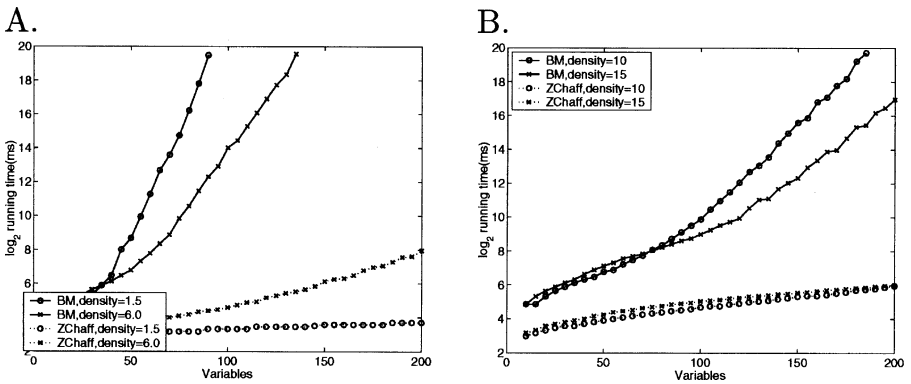 A.
20
18
16
14
12
10
8
6
log2 running time(ms)
BM,density=1.5
BM,density=6.0
ZChaff,density=1.5
ZChaff,density=6.0
2
0
50
100
150
200
Variables
B.
20
18
16
14
12
10
8
6
4
2
log2 running time(ms)
BM,density=10
BM,density=15
ZChaff,density=10
ZChaff,density=15
0
50
100
150
200
Variables